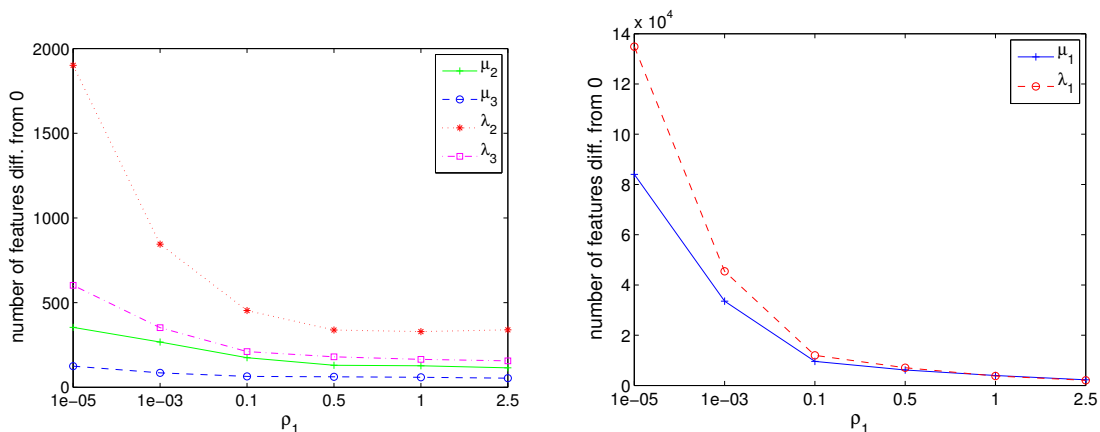 2000
1500
1000
500
0
number of features diff. from 0
1e-05 1e-03 0.1 0.5 1 2.5
ρ1
μ2
μ3
λ2
λ3
x 10^4
14
12
10
8
6
4
2
0
number of features diff. from 0
1e-05 1e-03 0.1 0.5 1 2.5
ρ1
μ1
λ1